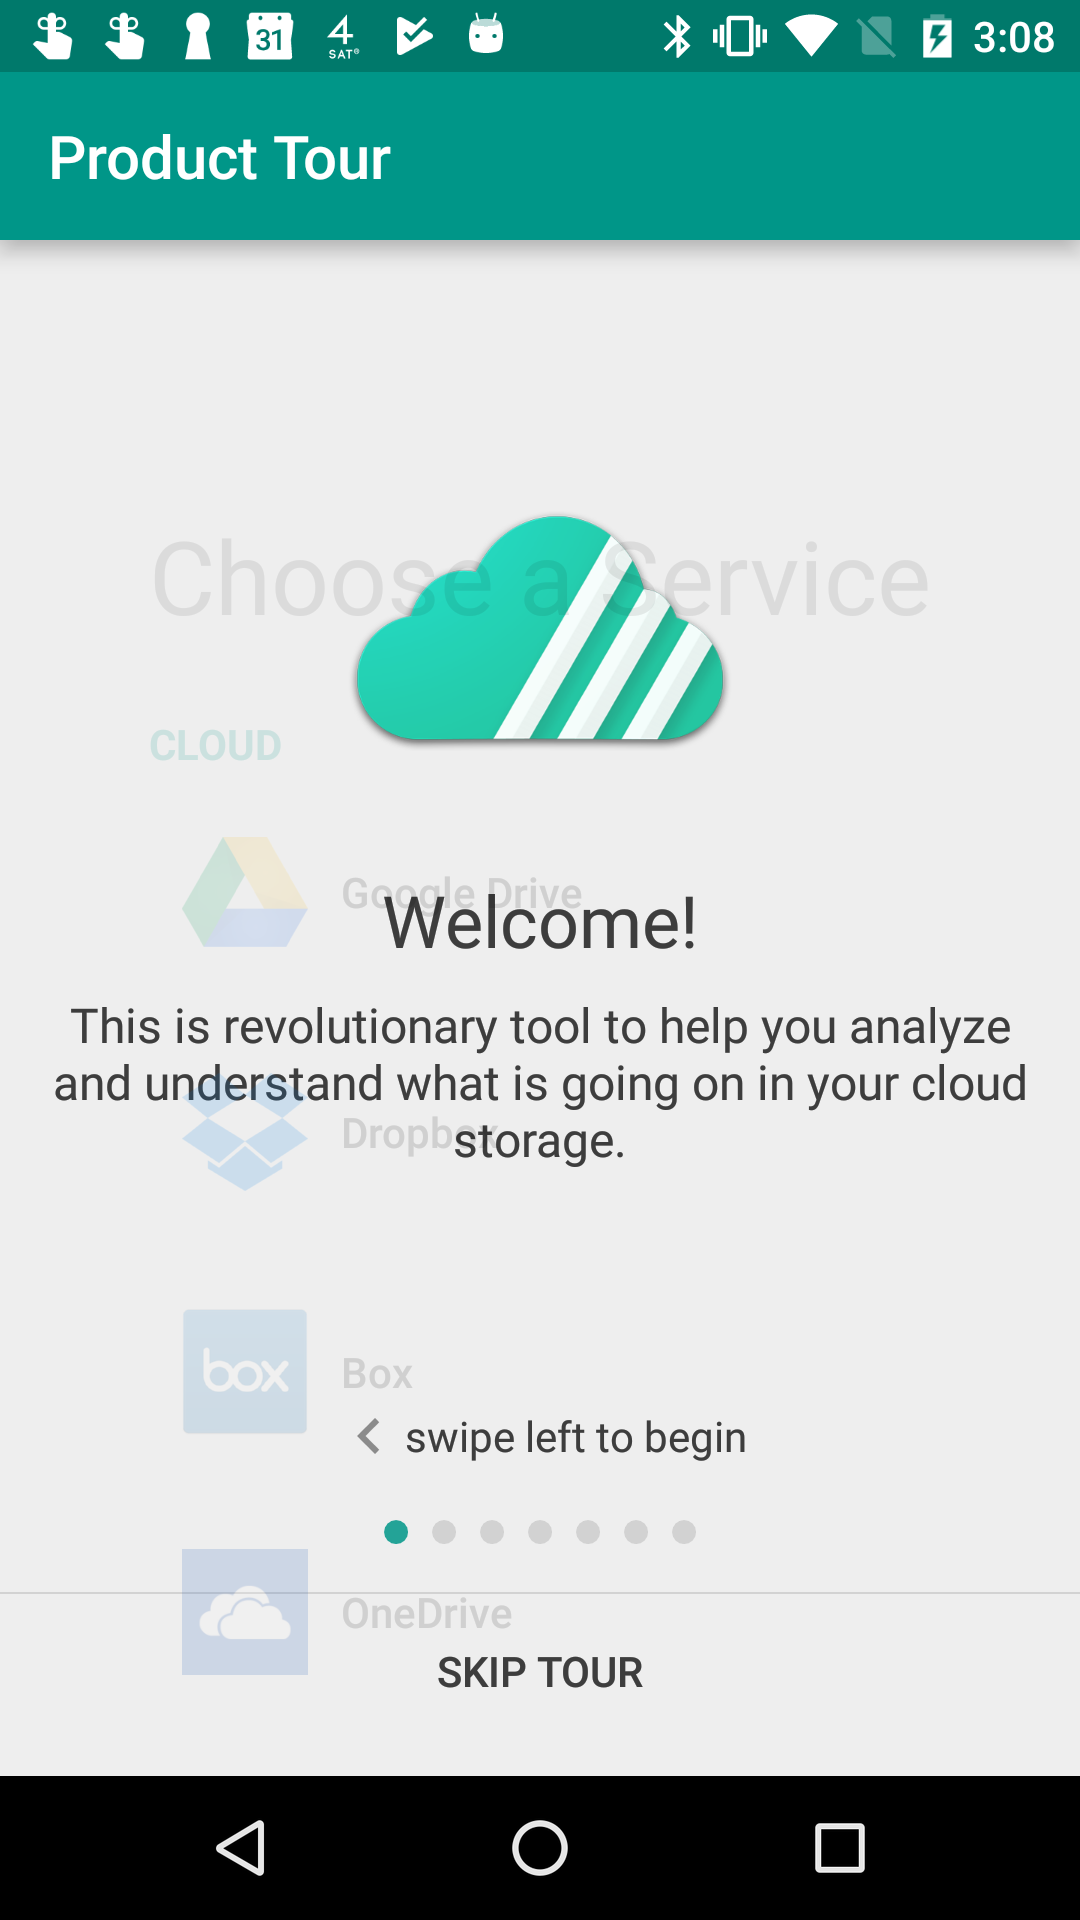 31
4
SAT®
3:08
Product Tour
Choose a Service
CLOUD
Google Drive
Welcome!
This is revolutionary tool to help you analyze
and understand what is going on in your cloud
storage.
Dropbox
box
Box
swipe left to begin
OneDrive
SKIP TOUR